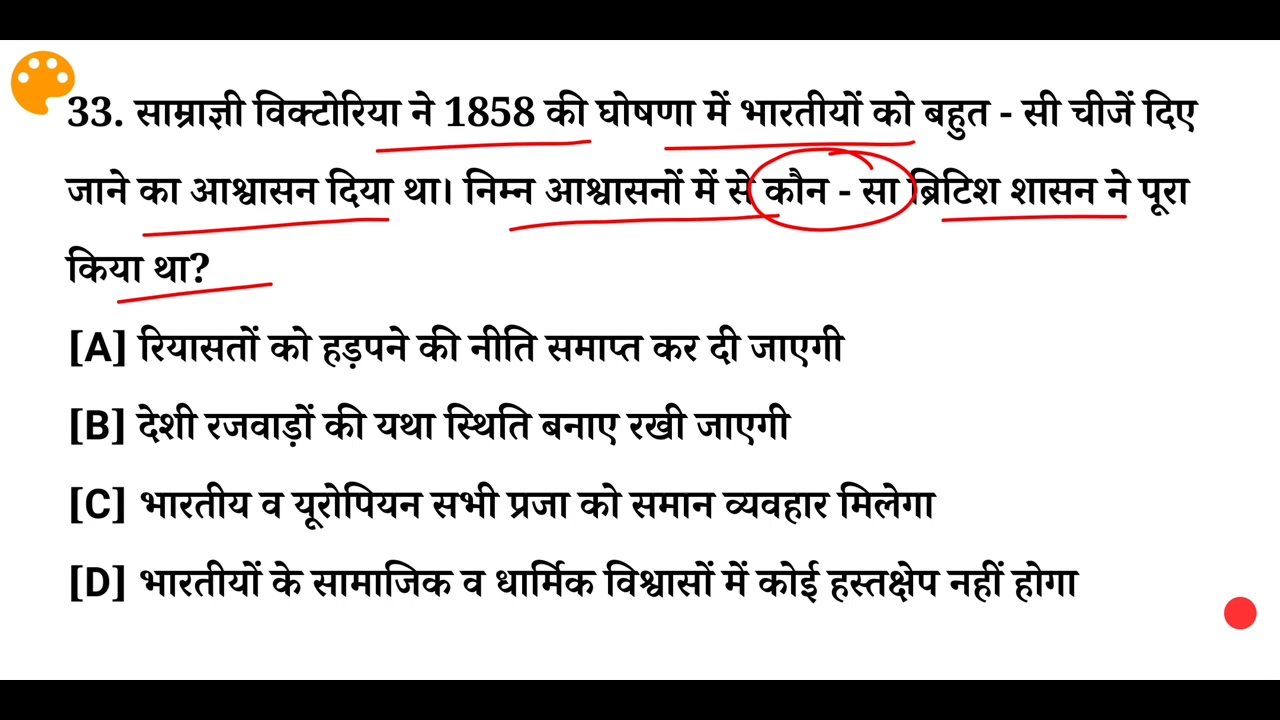 33. साम्राज्ञी विक्टोरिया ने 1858 की घोषणा में भारतीयों को बहुत - सी चीजें दिए
जाने का आश्वासन दिया था। निम्न आश्वासनों में से कौन - सा ब्रिटिश शासन ने पूरा
किया था?
[A] रियासतों को हड़पने की नीति समाप्त कर दी जाएगी
[B] देशी रजवाड़ों की यथा स्थिति बनाए रखी जाएगी
[C] भारतीय व यूरोपियन सभी प्रजा को समान व्यवहार मिलेगा
[D] भारतीयों के सामाजिक व धार्मिक विश्वासों में कोई हस्तक्षेप नहीं होगा